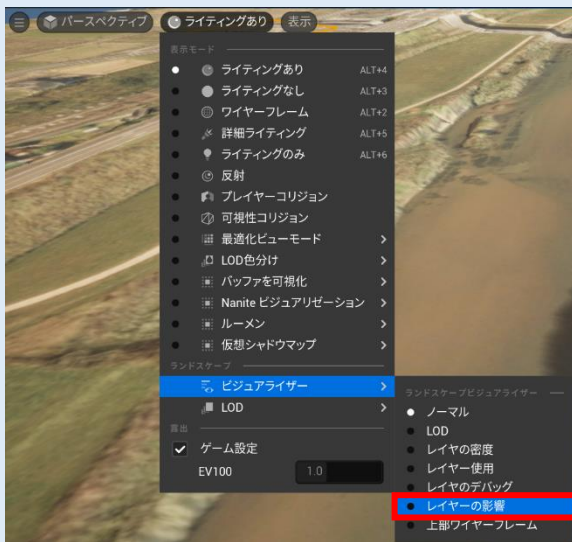 パースペクティブ ライティングあり 表示
表示モード
ライティングあり ALT+4
ライティングなし ALT+3
ワイヤーフレーム ALT+2
詳細ライティング ALT+5
ライティングのみ ALT+6
反射
プレイヤーコリジョン
可視性コリジョン
最適化ビューモード
LOD色分け
バッファを可視化
Nanite ビジュアリゼーション
ルーメン
仮想シャドウマップ
ランドスケープ
ビジュアライザー
LOD
露出
ゲーム設定
EV100 1.0
ランドスケープビジュアライザー
ノーマル
LOD
レイヤの密度
レイヤー使用
レイヤのデバッグ
レイヤーの影響
上部ワイヤーフレーム